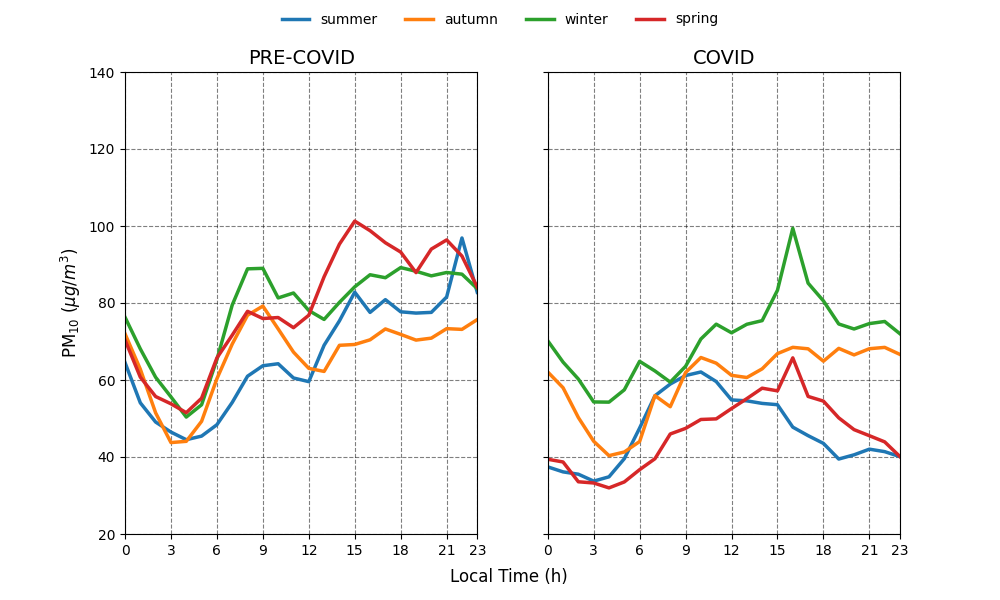 summer autumn winter spring
PRE-COVID COVID
140
120
100
80
60
40
20
PM₁₀ (μg/m³)
0 3 6 9 12 15 18 21 23 0 3 6 9 12 15 18 21 23
Local Time (h)